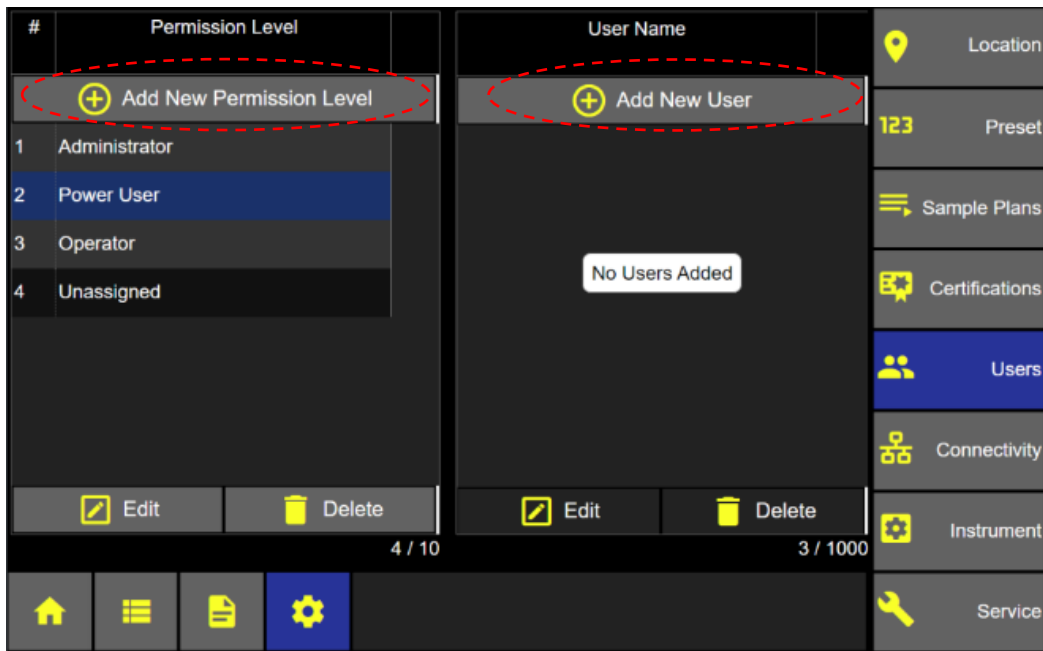 # Permission Level
Add New Permission Level
1 Administrator
2 Power User
3 Operator
4 Unassigned
Edit Delete
4 / 10
User Name
Add New User
No Users Added
Edit Delete
3 / 1000
Location
123 Preset
Sample Plans
Certifications
Users
Connectivity
Instrument
Service